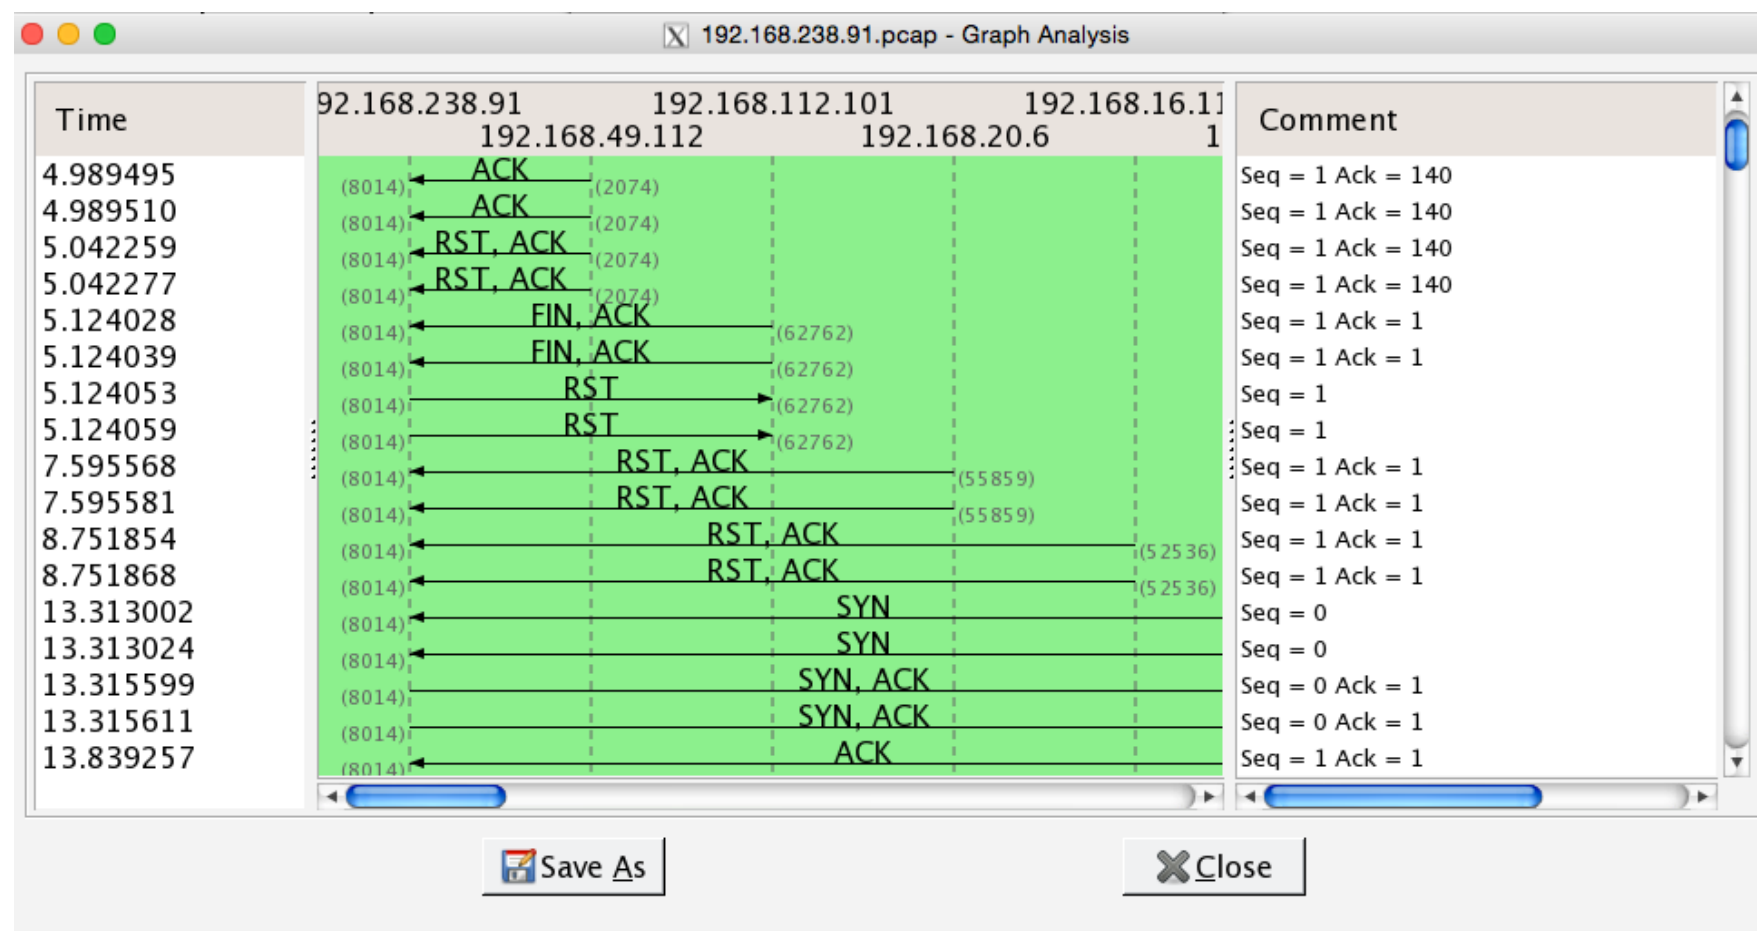 192.168.238.91.pcap - Graph Analysis
Time 92.168.238.91 192.168.112.101 192.168.16.11 Comment
192.168.49.112 192.168.20.6 1
4.989495 (8014) ACK (2074) Seq = 1 Ack = 140
4.989510 (8014) ACK (2074) Seq = 1 Ack = 140
5.042259 (8014) RST, ACK (2074) Seq = 1 Ack = 140
5.042277 (8014) RST, ACK (2074) Seq = 1 Ack = 140
5.124028 (8014) FIN, ACK (62762) Seq = 1 Ack = 1
5.124039 (8014) FIN, ACK (62762) Seq = 1 Ack = 1
5.124053 (8014) RST (62762) Seq = 1
5.124059 (8014) RST (62762) Seq = 1
7.595568 (8014) RST, ACK (55859) Seq = 1 Ack = 1
7.595581 (8014) RST, ACK (55859) Seq = 1 Ack = 1
8.751854 (8014) RST, ACK (52536) Seq = 1 Ack = 1
8.751868 (8014) RST, ACK (52536) Seq = 1 Ack = 1
13.313002 (8014) SYN Seq = 0
13.313024 (8014) SYN Seq = 0
13.315599 (8014) SYN, ACK Seq = 0 Ack = 1
13.315611 (8014) SYN, ACK Seq = 0 Ack = 1
13.839257 (8014) ACK Seq = 1 Ack = 1
Save As Close